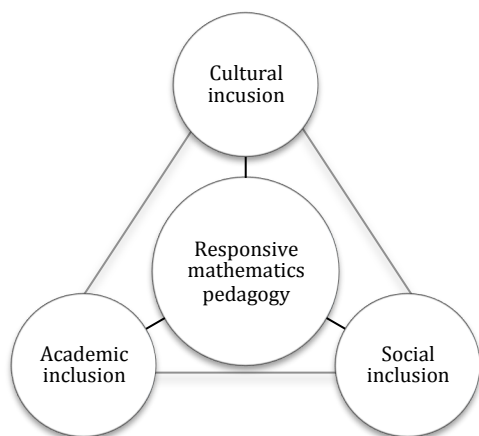 Cultural
incusion
Responsive
mathematics
pedagogy
Academic
inclusion
Social
inclusion